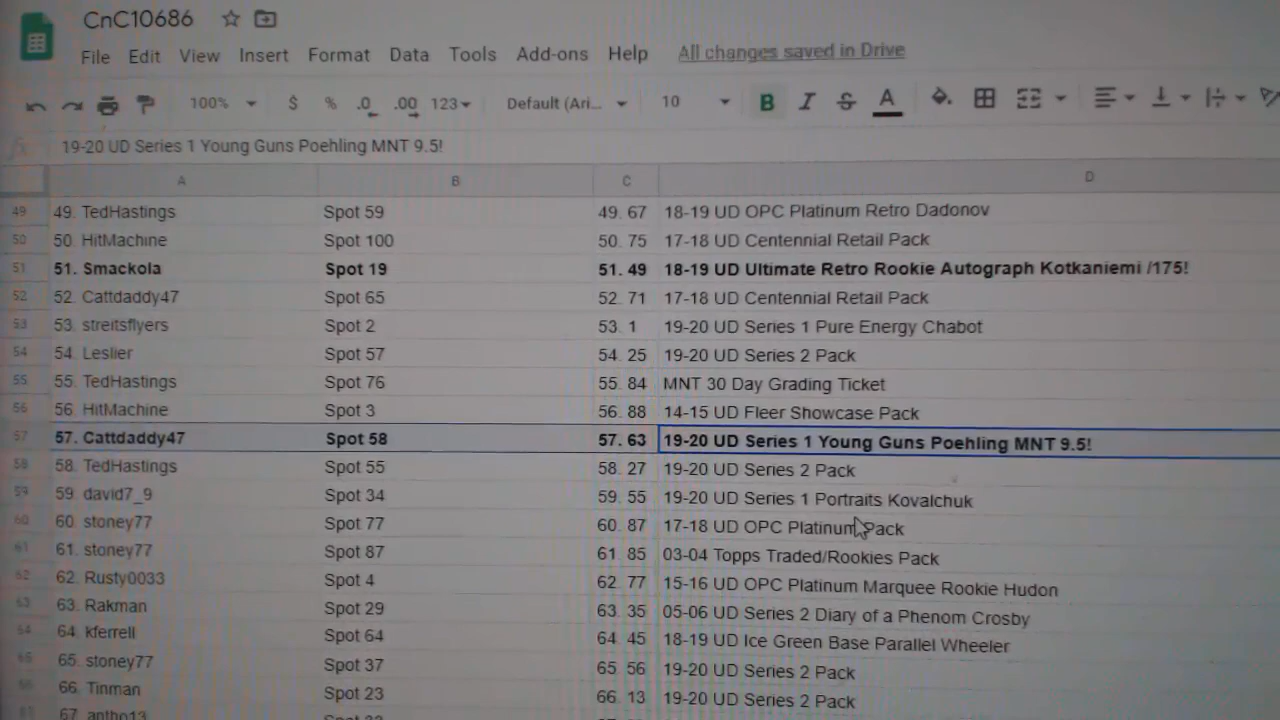 CnC10686
File Edit View Insert Format Data Tools Add-ons Help All changes saved in Drive
100% $ % .0 .00 123 Default (Ari... 10 B I S A
fx 19-20 UD Series 1 Young Guns Poehling MNT 9.5!
A B C D
49 49. TedHastings Spot 59 49. 67 18-19 UD OPC Platinum Retro Dadonov
50 50. HitMachine Spot 100 50. 75 17-18 UD Centennial Retail Pack
51 51. Smackola Spot 19 51. 49 18-19 UD Ultimate Retro Rookie Autograph Kotkaniemi /175!
52 52. Cattdaddy47 Spot 65 52. 71 17-18 UD Centennial Retail Pack
53 53. streitsflyers Spot 2 53. 1 19-20 UD Series 1 Pure Energy Chabot
54 54. Leslier Spot 57 54. 25 19-20 UD Series 2 Pack
55 55. TedHastings Spot 76 55. 84 MNT 30 Day Grading Ticket
56 56. HitMachine Spot 3 56. 88 14-15 UD Fleer Showcase Pack
57 57. Cattdaddy47 Spot 58 57. 63 19-20 UD Series 1 Young Guns Poehling MNT 9.5!
58 58. TedHastings Spot 55 58. 27 19-20 UD Series 2 Pack
59 59. david7_9 Spot 34 59. 55 19-20 UD Series 1 Portraits Kovalchuk
60 60. stoney77 Spot 77 60. 87 17-18 UD OPC Platinum Pack
61 61. stoney77 Spot 87 61. 85 03-04 Topps Traded/Rookies Pack
62 62. Rusty0033 Spot 4 62. 77 15-16 UD OPC Platinum Marquee Rookie Hudon
63 63. Rakman Spot 29 63. 35 05-06 UD Series 2 Diary of a Phenom Crosby
64 64. kferrell Spot 64 64. 45 18-19 UD Ice Green Base Parallel Wheeler
65 65. stoney77 Spot 37 65. 56 19-20 UD Series 2 Pack
66 66. Tinman Spot 23 66. 13 19-20 UD Series 2 Pack
67. antho13